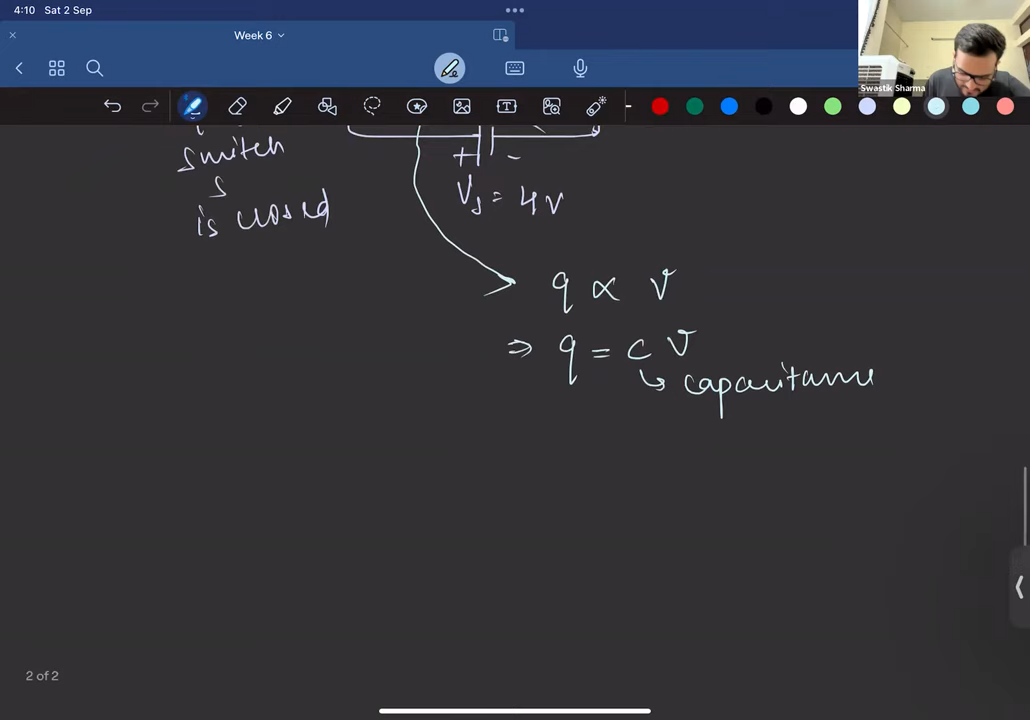 4:10 Sat 2 Sep
Week 6
Swastik Sharma
switch
s
is closed
+ -
Vs = 4V
q ∝ V
⇒ q = c V
↳ capacitance
2 of 2